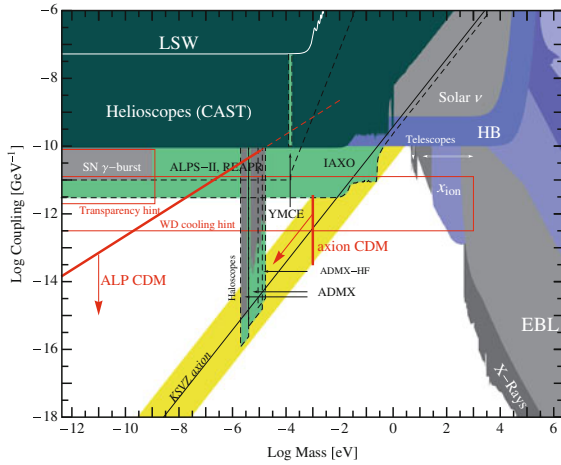 -6
-8
-10
-12
-14
-16
-18
Log Coupling [GeV⁻¹]
LSW
Helioscopes (CAST)
Solar ν
HB
Telescopes
SN γ-burst
ALPS-II, REAPR
IAXO
xion
Transparency hint
YMCE
WD cooling hint
axion CDM
ALP CDM
Haloscopes
ADMX-HF
ADMX
EBL
KSVZ axion
X-Rays
-12 -10 -8 -6 -4 -2 0 2 4 6
Log Mass [eV]